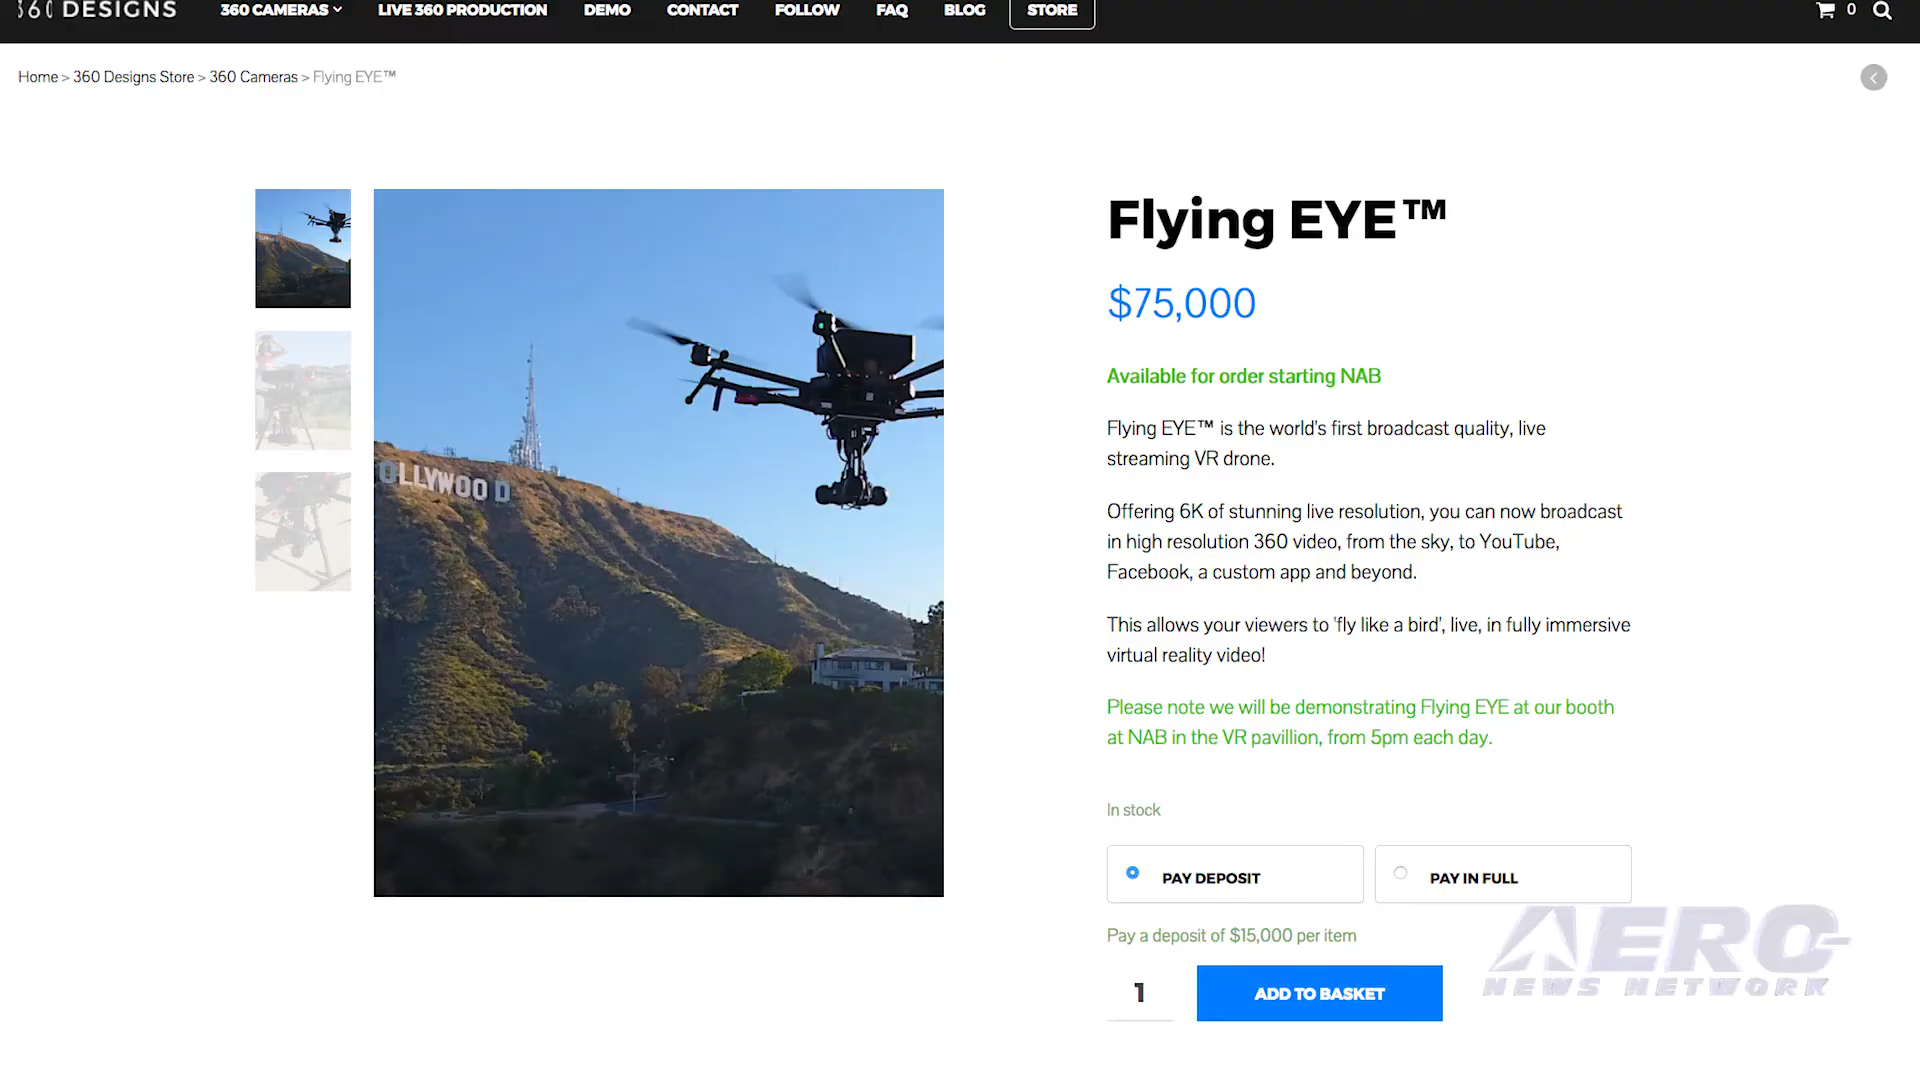 360 DESIGNS
360 CAMERAS
LIVE 360 PRODUCTION
DEMO
CONTACT
FOLLOW
FAQ
BLOG
STORE
0
Home > 360 Designs Store > 360 Cameras > Flying EYE™
OLLYWOOD
Flying EYE™
$75,000
Available for order starting NAB
Flying EYE™ is the world's first broadcast quality, live
streaming VR drone.
Offering 6K of stunning live resolution, you can now broadcast
in high resolution 360 video, from the sky, to YouTube,
Facebook, a custom app and beyond.
This allows your viewers to 'fly like a bird', live, in fully immersive
virtual reality video!
Please note we will be demonstrating Flying EYE at our booth
at NAB in the VR pavillion, from 5pm each day.
In stock
PAY DEPOSIT
PAY IN FULL
Pay a deposit of $15,000 per item
1
ADD TO BASKET
AERO-
NEWS NETWORK